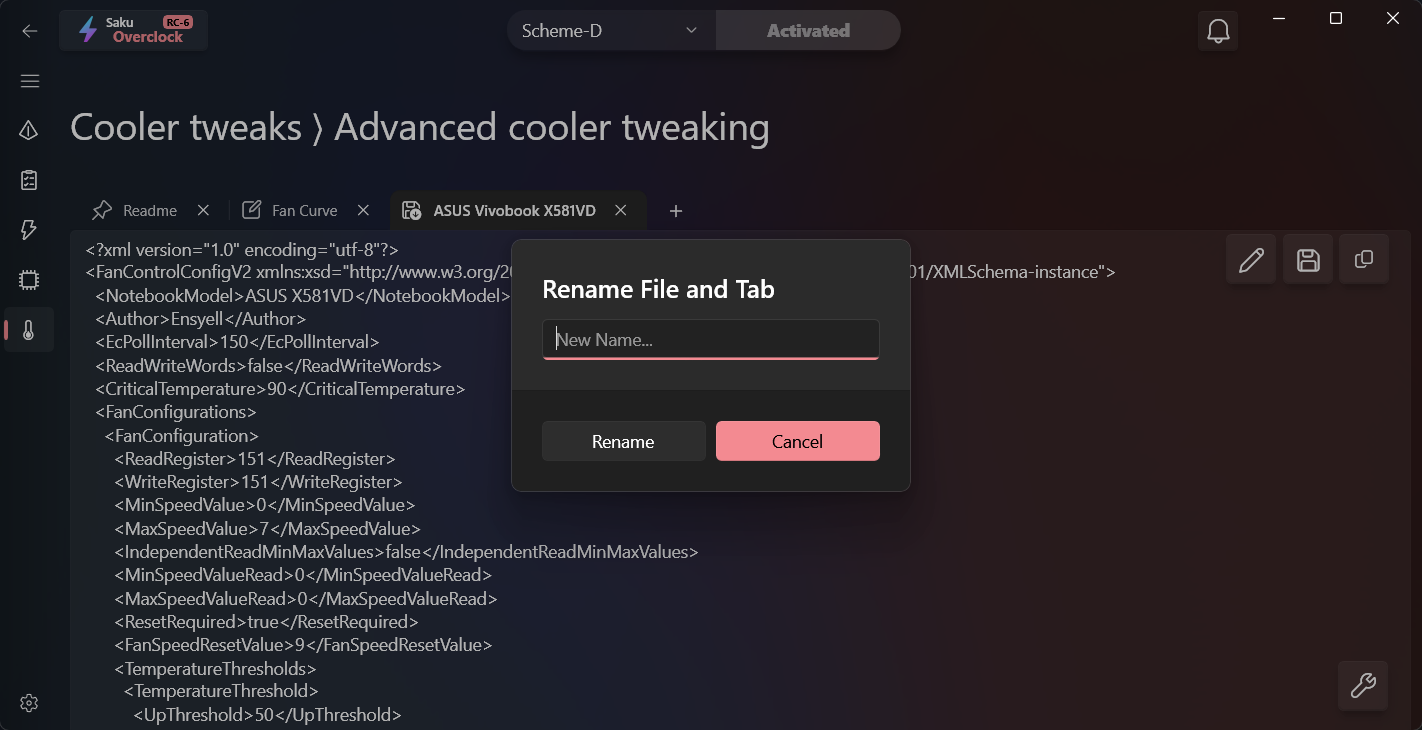 Saku RC-6
Overclock
Scheme-D
Activated
Cooler tweaks ⟩ Advanced cooler tweaking
Readme
Fan Curve
ASUS Vivobook X581VD
<?xml version="1.0" encoding="utf-8"?>
<FanControlConfigV2 xmlns:xsd="http://www.w3.org/20 01/XMLSchema-instance">
<NotebookModel>ASUS X581VD</NotebookModel>
<Author>Ensyell</Author>
<EcPollInterval>150</EcPollInterval>
<ReadWriteWords>false</ReadWriteWords>
<CriticalTemperature>90</CriticalTemperature>
<FanConfigurations>
<FanConfiguration>
<ReadRegister>151</ReadRegister>
<WriteRegister>151</WriteRegister>
<MinSpeedValue>0</MinSpeedValue>
<MaxSpeedValue>7</MaxSpeedValue>
<IndependentReadMinMaxValues>false</IndependentReadMinMaxValues>
<MinSpeedValueRead>0</MinSpeedValueRead>
<MaxSpeedValueRead>0</MaxSpeedValueRead>
<ResetRequired>true</ResetRequired>
<FanSpeedResetValue>9</FanSpeedResetValue>
<TemperatureThresholds>
<TemperatureThreshold>
<UpThreshold>50</UpThreshold>
Rename File and Tab
New Name...
Rename
Cancel